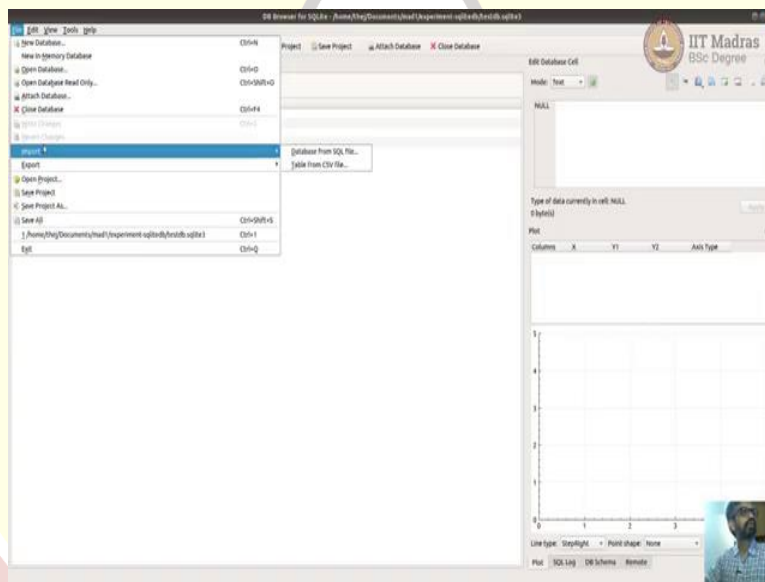 DB Browser for SQLite - /home/thej/Documents/mad1/experiment-sqlitedb/testdb.sqlite3
File Edit View Tools Help
New Database... Ctrl+N
New In-Memory Database
Open Database... Ctrl+O
Open Database Read Only... Ctrl+Shift+O
Attach Database...
Close Database Ctrl+F4
Write Changes Ctrl+S
Revert Changes
Import
Export
Open Project...
Save Project
Save Project As...
Save All Ctrl+Shift+S
1 /home/thej/Documents/mad1/experiment-sqlitedb/testdb.sqlite3 Ctrl+1
Exit Ctrl+Q
Database from SQL file...
Table from CSV file...
Project Save Project Attach Database Close Database
IIT Madras
BSc Degree
Edit Database Cell
Mode: Text
NULL
Type of data currently in cell: NULL
0 byte(s)
Apply
Plot
Columns X Y1 Y2 Axis Type
5
4
3
2
1
0
0 1 2 3
Line type: StepRight Point shape: None
Plot SQL Log DB Schema Remote